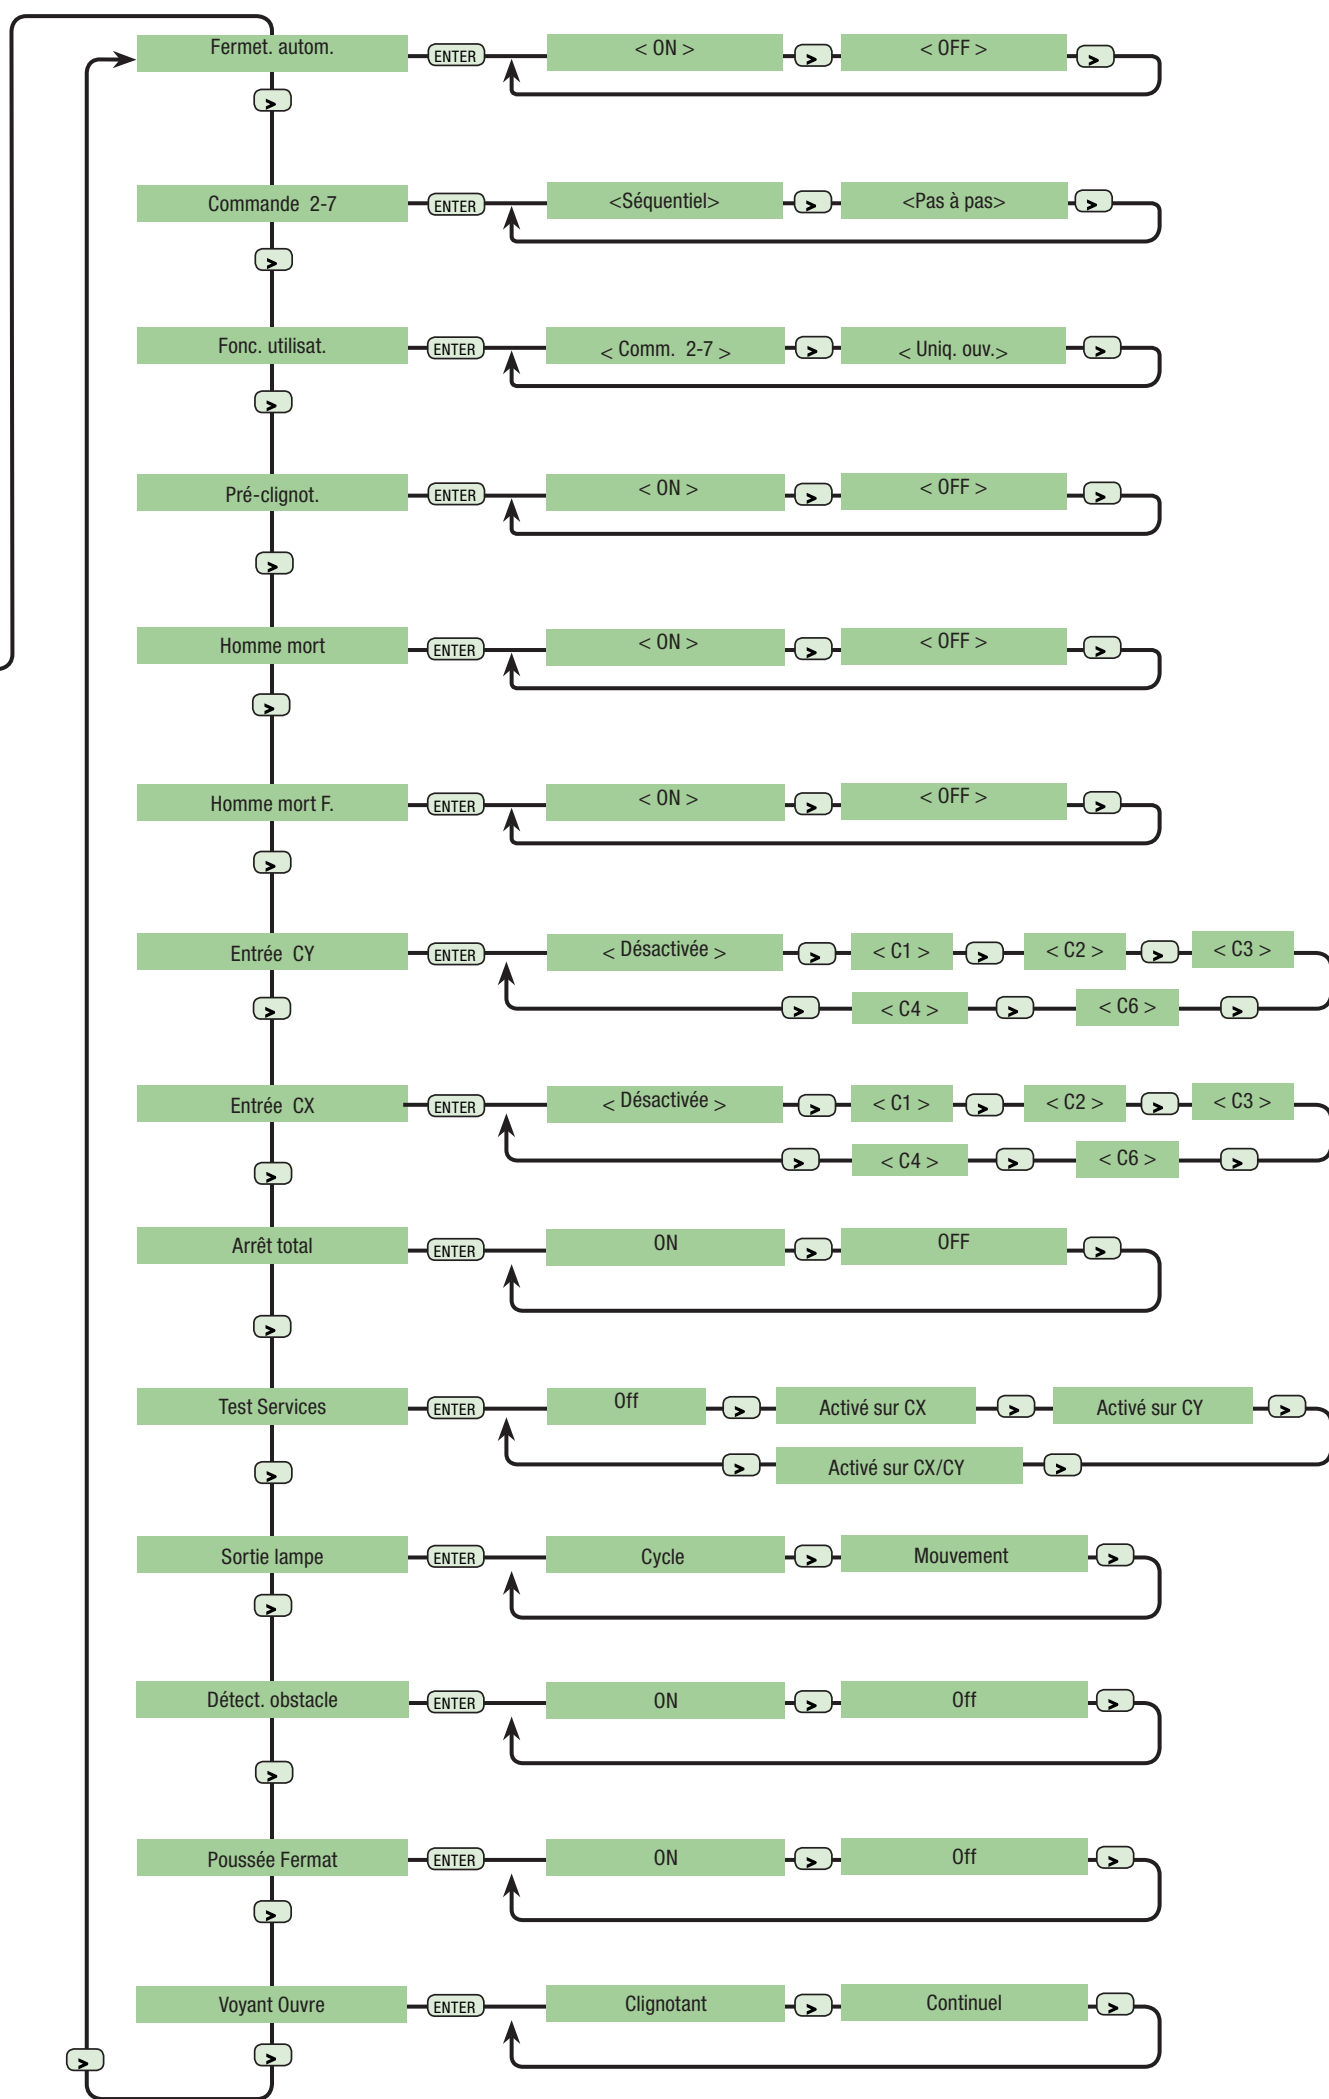 Fermet. autom. ENTER < ON > > < OFF > >
>
Commande 2-7 ENTER <Séquentiel> > <Pas à pas> >
>
Fonc. utilisat. ENTER < Comm. 2-7 > > < Uniq. ouv.> >
>
Pré-clignot. ENTER < ON > > < OFF > >
>
Homme mort ENTER < ON > > < OFF > >
>
Homme mort F. ENTER < ON > > < OFF > >
>
Entrée CY ENTER < Désactivée > > < C1 > > < C2 > > < C3 >
> > < C4 > > < C6 > >
Entrée CX ENTER < Désactivée > > < C1 > > < C2 > > < C3 >
> > < C4 > > < C6 > >
Arrêt total ENTER ON > OFF >
>
Test Services ENTER Off > Activé sur CX > Activé sur CY >
> > Activé sur CX/CY >
Sortie lampe ENTER Cycle > Mouvement >
>
Détect. obstacle ENTER ON > Off >
>
Poussée Fermat ENTER ON > Off >
>
Voyant Ouvre ENTER Clignotant > Continuel >
> >